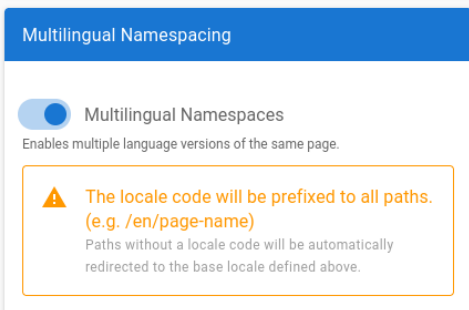 Multilingual Namespacing
Multilingual Namespaces
Enables multiple language versions of the same page.
The locale code will be prefixed to all paths.
(e.g. /en/page-name)
Paths without a locale code will be automatically
redirected to the base locale defined above.